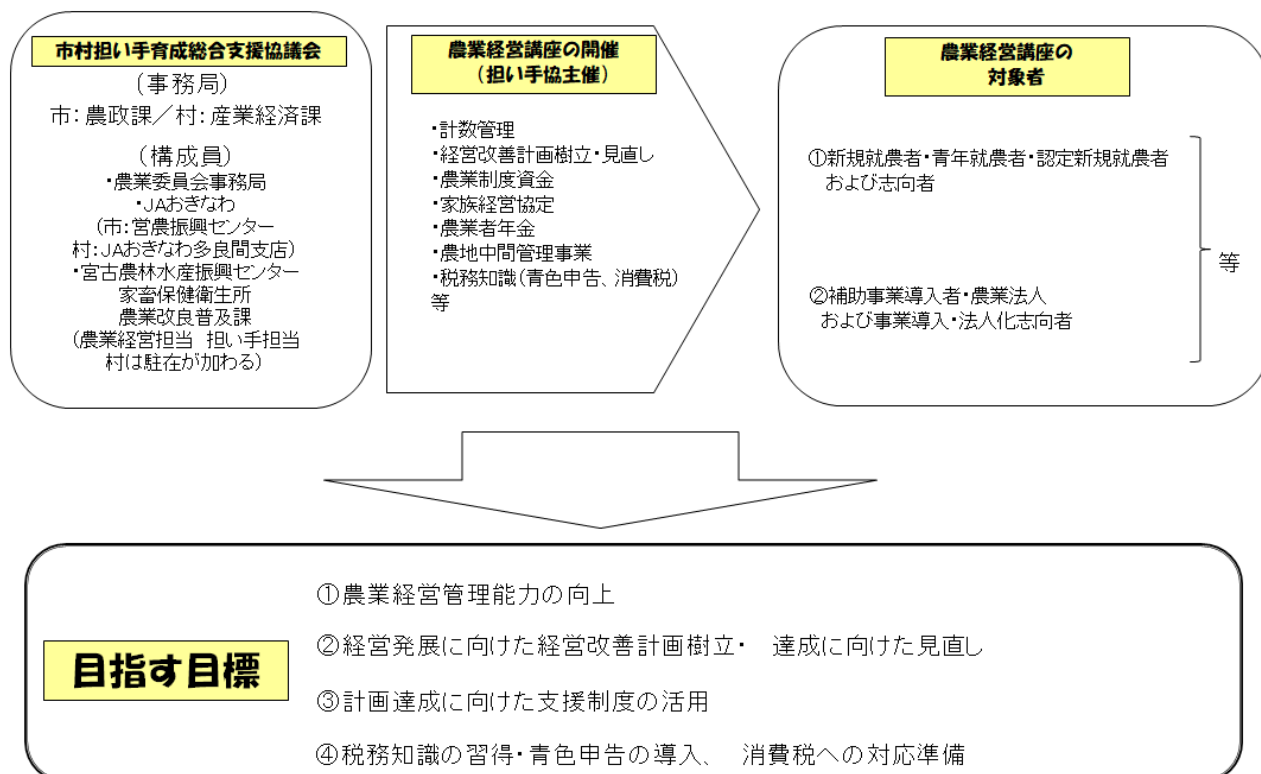 市村担い手育成総合支援協議会
(事務局)
市:農政課/村:産業経済課
(構成員)
・農業委員会事務局
・JAおきなわ
(市:営農振興センター
村:JAおきなわ多良間支店)
・宮古農林水産振興センター
家畜保健衛生所
農業改良普及課
(農業経営担当 担い手担当
村は駐在が加わる)
農業経営講座の開催
(担い手協主催)
・計数管理
・経営改善計画樹立・見直し
・農業制度資金
・家族経営協定
・農業者年金
・農地中間管理事業
・税務知識(青色申告、消費税)
等
農業経営講座の
対象者
①新規就農者・青年就農者・認定新規就農者
および志向者
②補助事業導入者・農業法人
および事業導入・法人化志向者
等
目指す目標
①農業経営管理能力の向上
②経営発展に向けた経営改善計画樹立・ 達成に向けた見直し
③計画達成に向けた支援制度の活用
④税務知識の習得・青色申告の導入、 消費税への対応準備